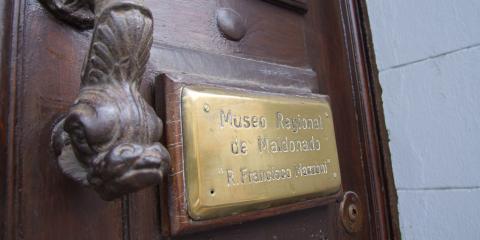 Museo Regional
de Maldonado
"R. Francisco Mazzoni"